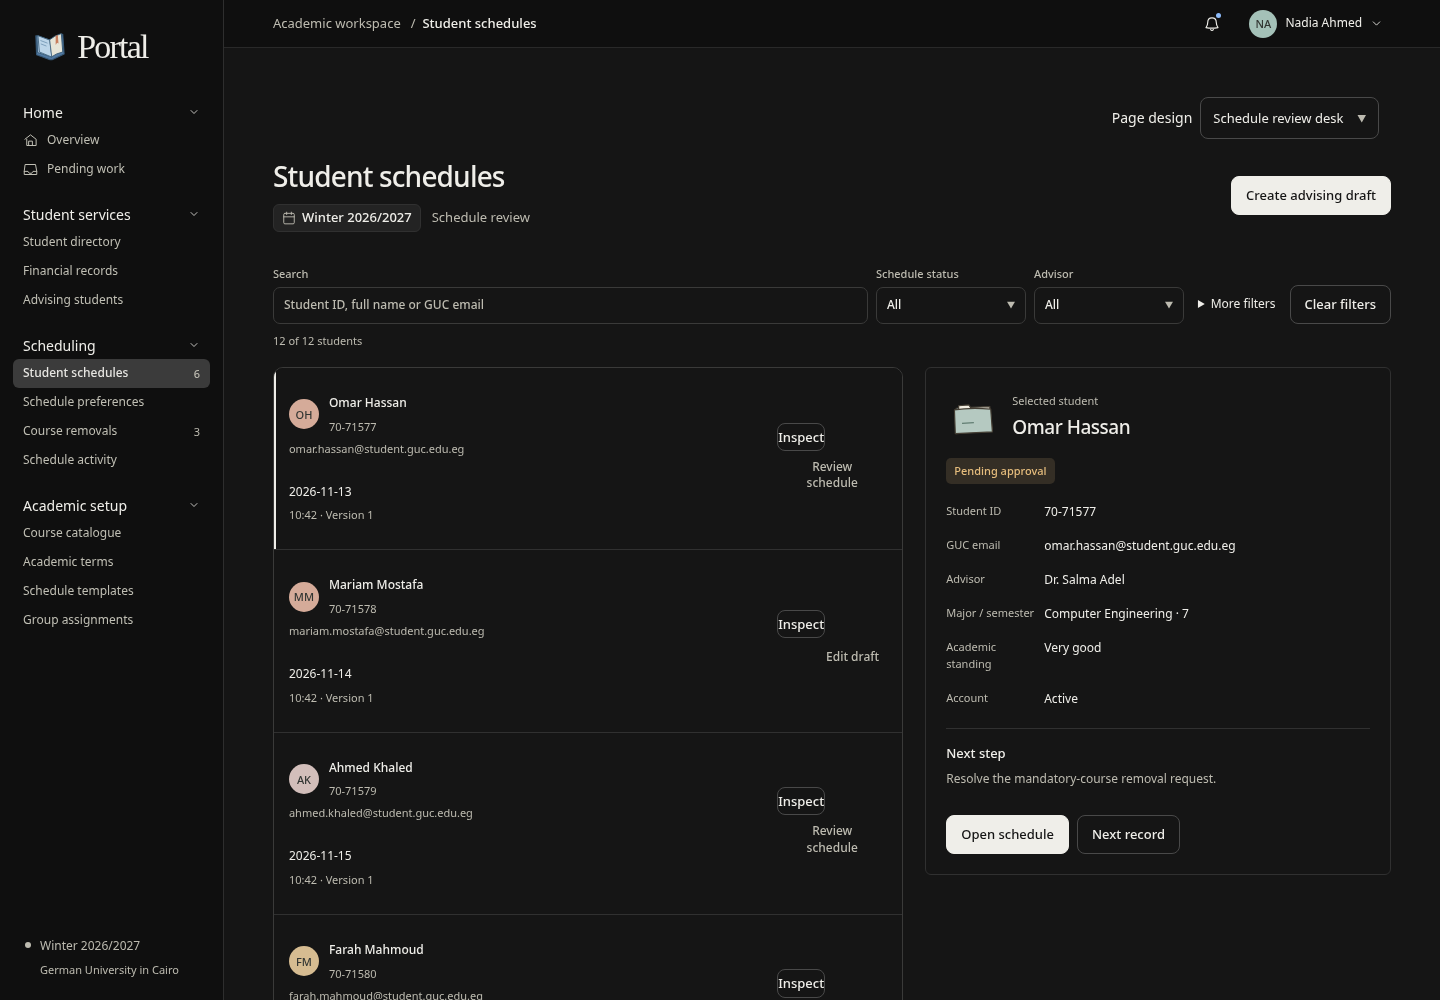 Portal
Home
Overview
Pending work
Student services
Student directory
Financial records
Advising students
Scheduling
Student schedules 6
Schedule preferences
Course removals 3
Schedule activity
Academic setup
Course catalogue
Academic terms
Schedule templates
Group assignments
Winter 2026/2027
German University in Cairo
Academic workspace / Student schedules
NA Nadia Ahmed
Page design Schedule review desk
Student schedules
Create advising draft
Winter 2026/2027 Schedule review
Search
Student ID, full name or GUC email
Schedule status
All
Advisor
All
More filters
Clear filters
12 of 12 students
OH
Omar Hassan
70-71577
omar.hassan@student.guc.edu.eg
2026-11-13
10:42 · Version 1
Inspect
Review
schedule
MM
Mariam Mostafa
70-71578
mariam.mostafa@student.guc.edu.eg
2026-11-14
10:42 · Version 1
Inspect
Edit draft
AK
Ahmed Khaled
70-71579
ahmed.khaled@student.guc.edu.eg
2026-11-15
10:42 · Version 1
Inspect
Review
schedule
FM
Farah Mahmoud
70-71580
farah.mahmoud@student.guc.edu.eg
Inspect
Selected student
Omar Hassan
Pending approval
Student ID 70-71577
GUC email omar.hassan@student.guc.edu.eg
Advisor Dr. Salma Adel
Major / semester Computer Engineering · 7
Academic Very good
standing
Account Active
Next step
Resolve the mandatory-course removal request.
Open schedule
Next record